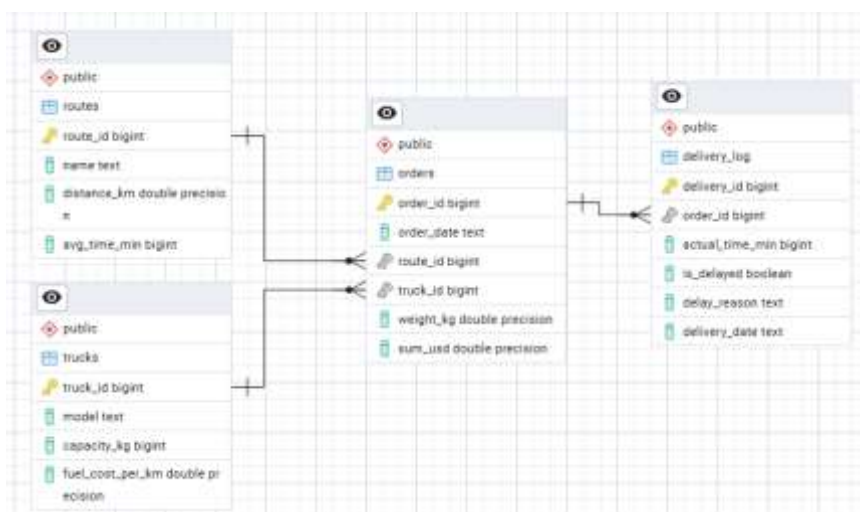 public
routes
route_id bigint
name text
distance_km double precisio
n
avg_time_min bigint
public
trucks
truck_id bigint
model text
capacity_kg bigint
fuel_cost_per_km double pr
ecision
public
orders
order_id bigint
order_date text
route_id bigint
truck_id bigint
weight_kg double precision
sum_usd double precision
public
delivery_log
delivery_id bigint
order_id bigint
actual_time_min bigint
is_delayed boolean
delay_reason text
delivery_date text